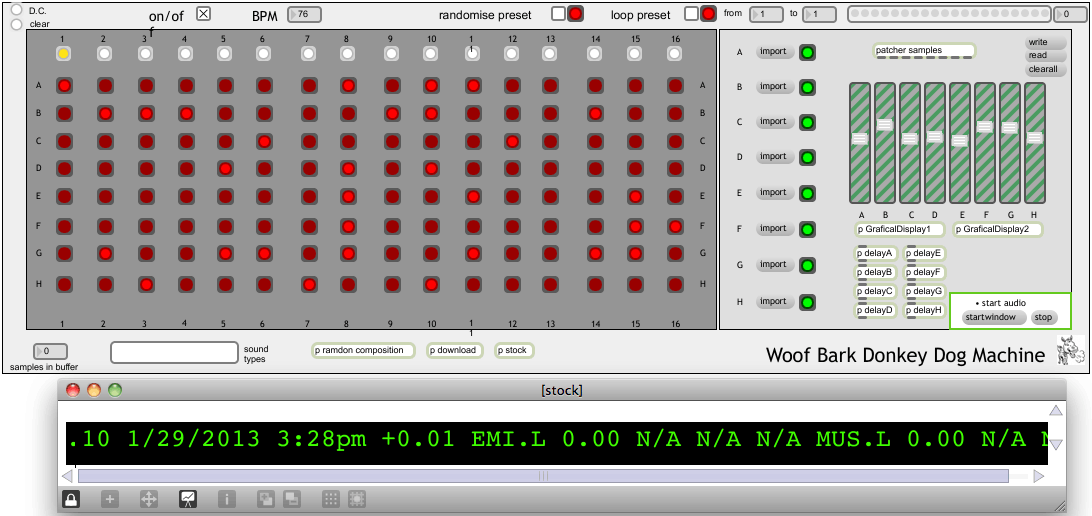 D.C.
clear
on/of
f
BPM
76
randomise preset
loop preset
from
1
to
1
0
1 2 3 4 5 6 7 8 9 10 1 12 13 14 15 16
1
A A
B B
C C
D D
E E
F F
G G
H H
1 2 3 4 5 6 7 8 9 10 1 12 13 14 15 16
1
A import
B import
C import
D import
E import
F import
G import
H import
patcher samples
write
read
clearall
A B C D E F G H
p GraficalDisplay1 p GraficalDisplay2
p delayA p delayE
p delayB p delayF
p delayC p delayG
p delayD p delayH
• start audio
startwindow stop
0
samples in buffer
sound
types
p ramdon composition p download p stock
Woof Bark Donkey Dog Machine
[stock]
.10 1/29/2013 3:28pm +0.01 EMI.L 0.00 N/A N/A N/A MUS.L 0.00 N/A N